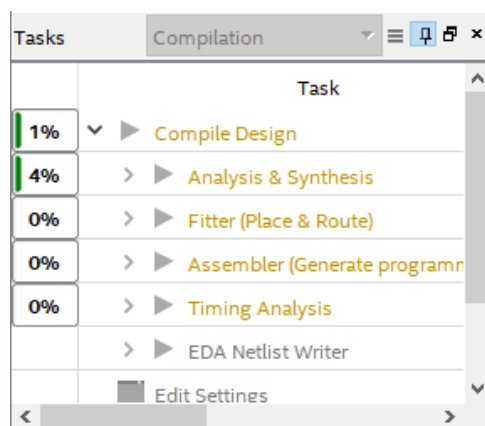 Tasks Compilation
Task
1% Compile Design
4% Analysis & Synthesis
0% Fitter (Place & Route)
0% Assembler (Generate
0% Timing Analysis
EDA Netlist Writer
Edit Settings